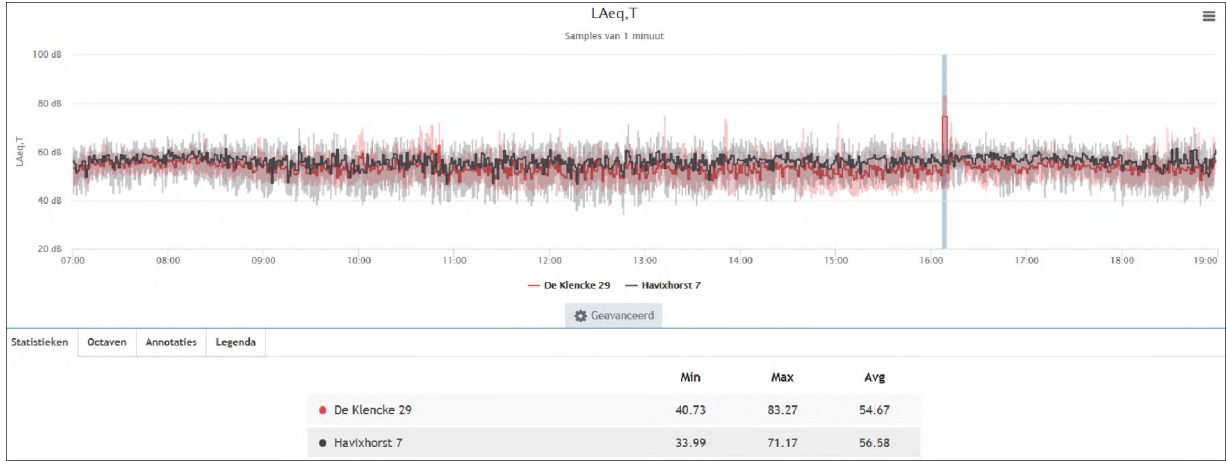 LAeq,T
Samples van 1 minuut
100 dB
80 dB
60 dB
40 dB
20 dB
LAeq,T
07:00 08:00 09:00 10:00 11:00 12:00 13:00 14:00 15:00 16:00 17:00 18:00 19:00
De Klencke 29 Havixhorst 7
Geavanceerd
Statistieken Octaven Annotaties Legenda
Min Max Avg
De Klencke 29 40.73 83.27 54.67
Havixhorst 7 33.99 71.17 56.58